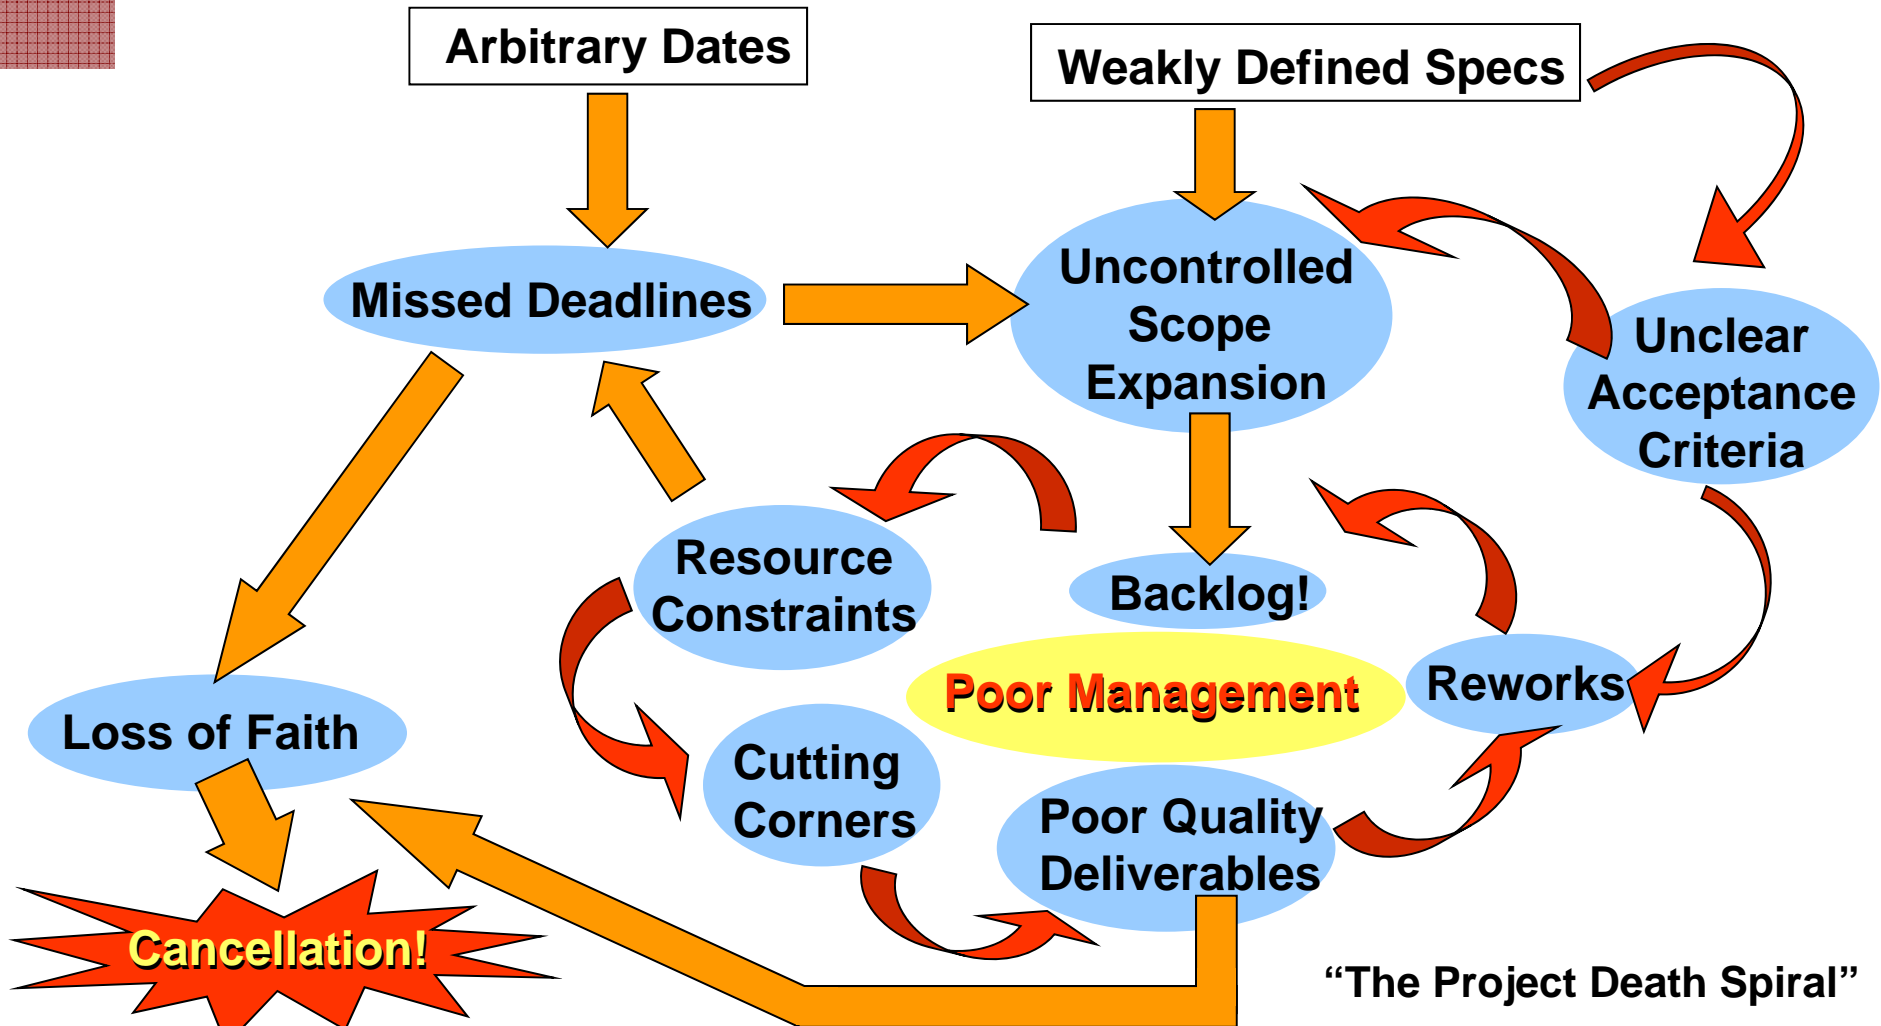 Arbitrary Dates
Weakly Defined Specs
Missed Deadlines
Uncontrolled
Scope
Expansion
Unclear
Acceptance
Criteria
Resource
Constraints
Backlog!
Poor Management
Reworks
Loss of Faith
Cutting
Corners
Poor Quality
Deliverables
Cancellation!
“The Project Death Spiral”